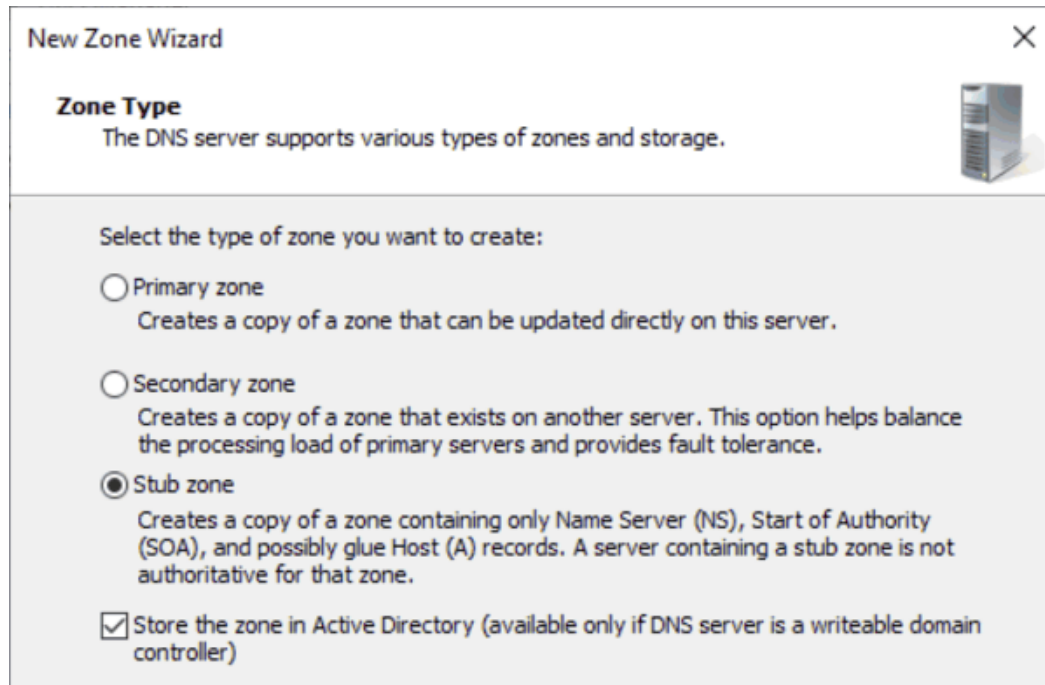 New Zone Wizard
Zone Type
The DNS server supports various types of zones and storage.
Select the type of zone you want to create:
Primary zone
Creates a copy of a zone that can be updated directly on this server.
Secondary zone
Creates a copy of a zone that exists on another server. This option helps balance
the processing load of primary servers and provides fault tolerance.
Stub zone
Creates a copy of a zone containing only Name Server (NS), Start of Authority
(SOA), and possibly glue Host (A) records. A server containing a stub zone is not
authoritative for that zone.
Store the zone in Active Directory (available only if DNS server is a writeable domain
controller)